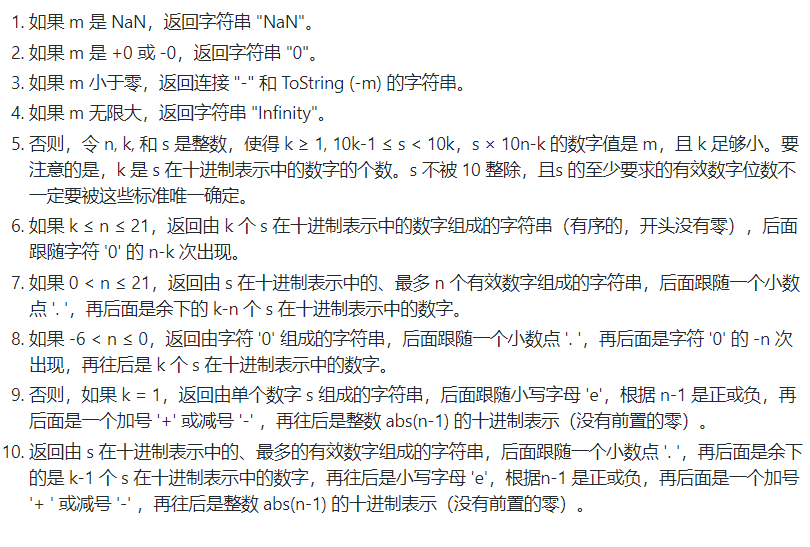 1. 如果 m 是 NaN，返回字符串 "NaN"。
2. 如果 m 是 +0 或 -0，返回字符串 "0"。
3. 如果 m 小于零，返回连接 "-" 和 ToString (-m) 的字符串。
4. 如果 m 无限大，返回字符串 "Infinity"。
5. 否则，令 n, k, 和 s 是整数，使得 k ≥ 1, 10k-1 ≤ s < 10k，s × 10n-k 的数字值是 m，且 k 足够小。要
注意的是，k 是 s 在十进制表示中的数字的个数。s 不被 10 整除，且s 的至少要求的有效数字位数不
一定要被这些标准唯一确定。
6. 如果 k ≤ n ≤ 21，返回由 k 个 s 在十进制表示中的数字组成的字符串（有序的，开头没有零）, 后面
跟随字符 '0' 的 n-k 次出现。
7. 如果 0 < n ≤ 21，返回由 s 在十进制表示中的、最多 n 个有效数字组成的字符串，后面跟随一个小数
点 '. '，再后面是余下的 k-n 个 s 在十进制表示中的数字。
8. 如果 -6 < n ≤ 0，返回由字符 '0' 组成的字符串，后面跟随一个小数点 '. '，再后面是字符 '0' 的 -n 次
出现，再往后是 k 个 s 在十进制表示中的数字。
9. 否则，如果 k = 1，返回由单个数字 s 组成的字符串，后面跟随小写字母 'e'，根据 n-1 是正或负，再
后面是一个加号 '+' 或减号 '-' ，再往后是整数 abs(n-1) 的十进制表示（没有前置的零）。
10. 返回由 s 在十进制表示中的、最多的有效数字组成的字符串，后面跟随一个小数点 '. '，再后面是余下
的是 k-1 个 s 在十进制表示中的数字，再往后是小写字母 'e'，根据n-1 是正或负，再后面是一个加号
'+ ' 或减号 '-' ，再往后是整数 abs(n-1) 的十进制表示（没有前置的零）。